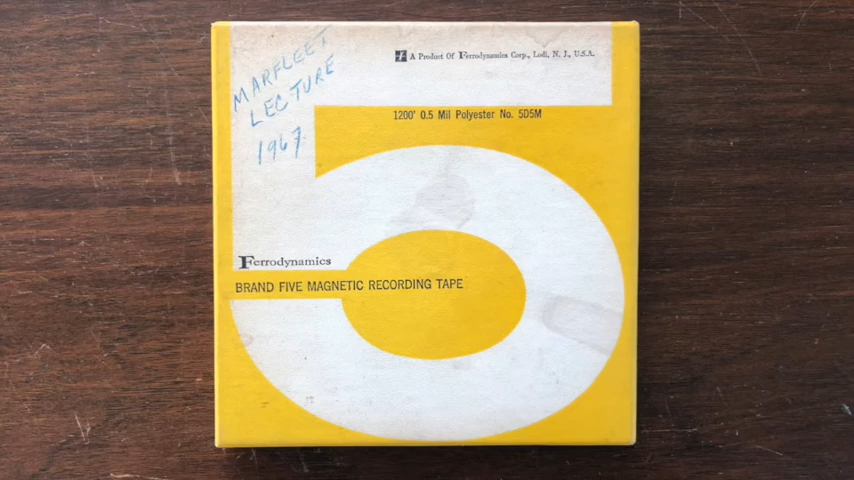 MARFLEET
LECTURE
1967
f A Product Of Ferrodynamics Corp., Lodi, N. J., U.S.A.
1200' 0.5 Mil Polyester No. 5D5M
5
Ferrodynamics
BRAND FIVE MAGNETIC RECORDING TAPE